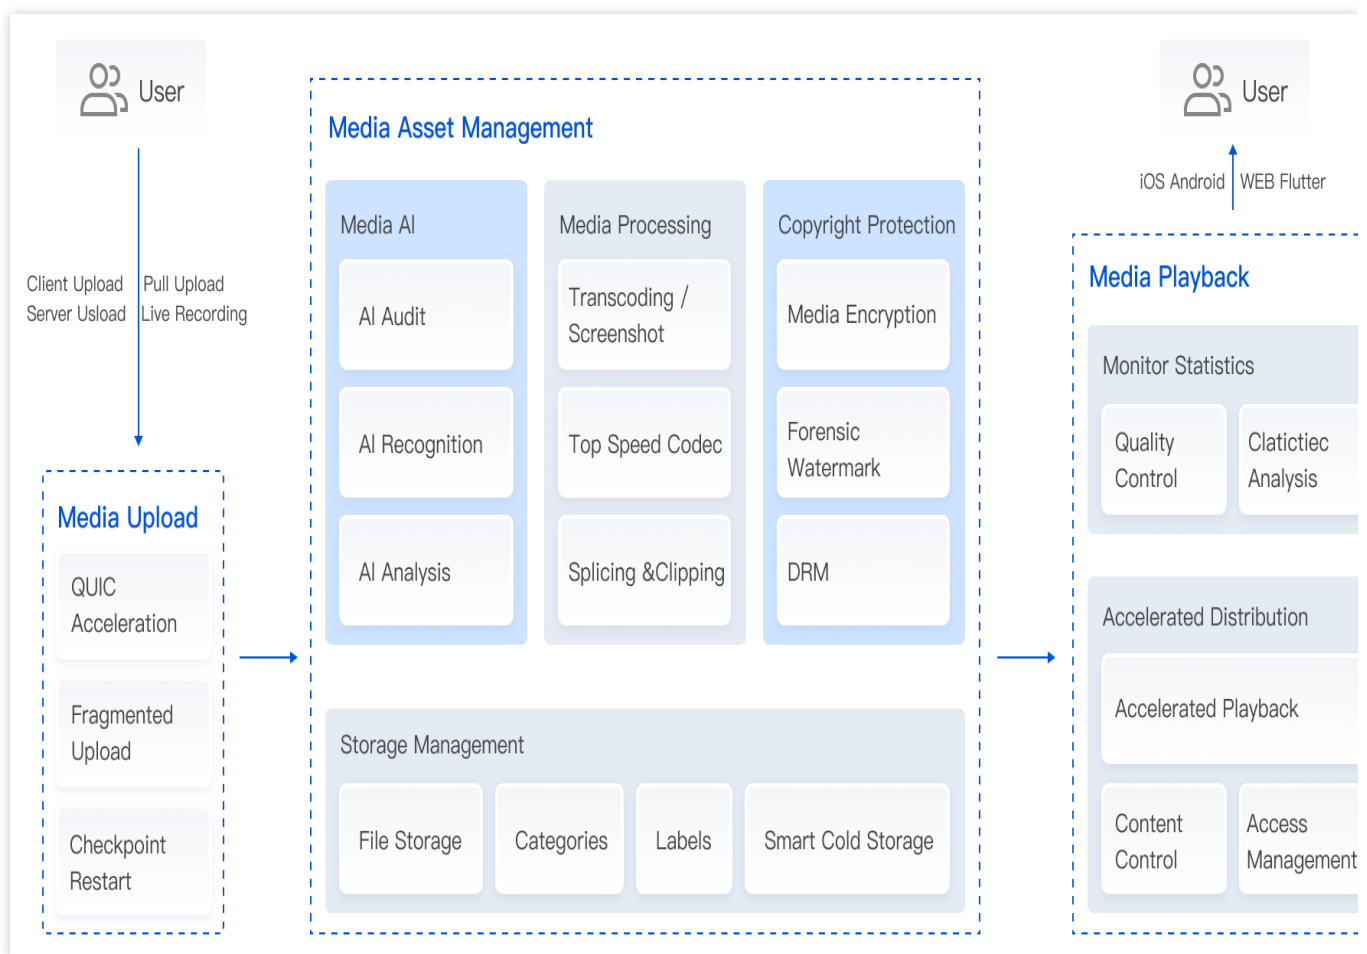 User
Client Upload
Server Usload
Pull Upload
Live Recording
Media Upload
QUIC
Acceleration
Fragmented
Upload
Checkpoint
Restart
Media Asset Management
Media AI
AI Audit
AI Recognition
AI Analysis
Media Processing
Transcoding /
Screenshot
Top Speed Codec
Splicing &Clipping
Copyright Protection
Media Encryption
Forensic
Watermark
DRM
Storage Management
File Storage
Categories
Labels
Smart Cold Storage
User
iOS Android
WEB Flutter
Media Playback
Monitor Statistics
Quality
Control
Clatictiec
Analysis
Accelerated Distribution
Accelerated Playback
Content
Control
Access
Management